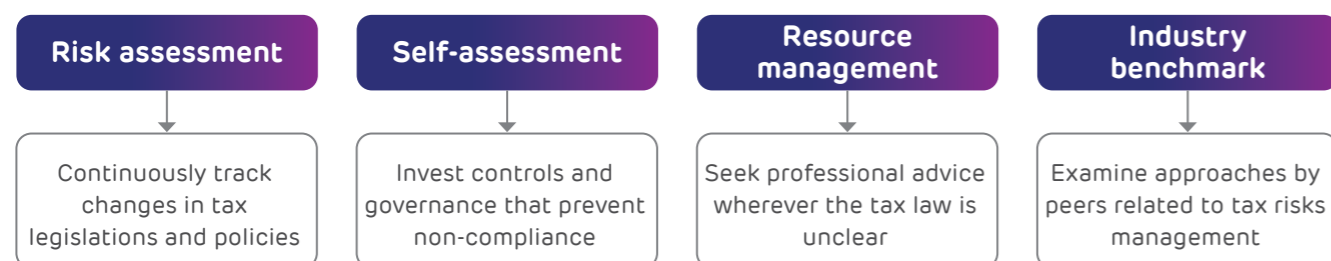 Risk assessment
Continuously track
changes in tax
legislations and policies
Self-assessment
Invest controls and
governance that prevent
non-compliance
Resource
management
Seek professional advice
wherever the tax law is
unclear
Industry
benchmark
Examine approaches by
peers related to tax risks
management